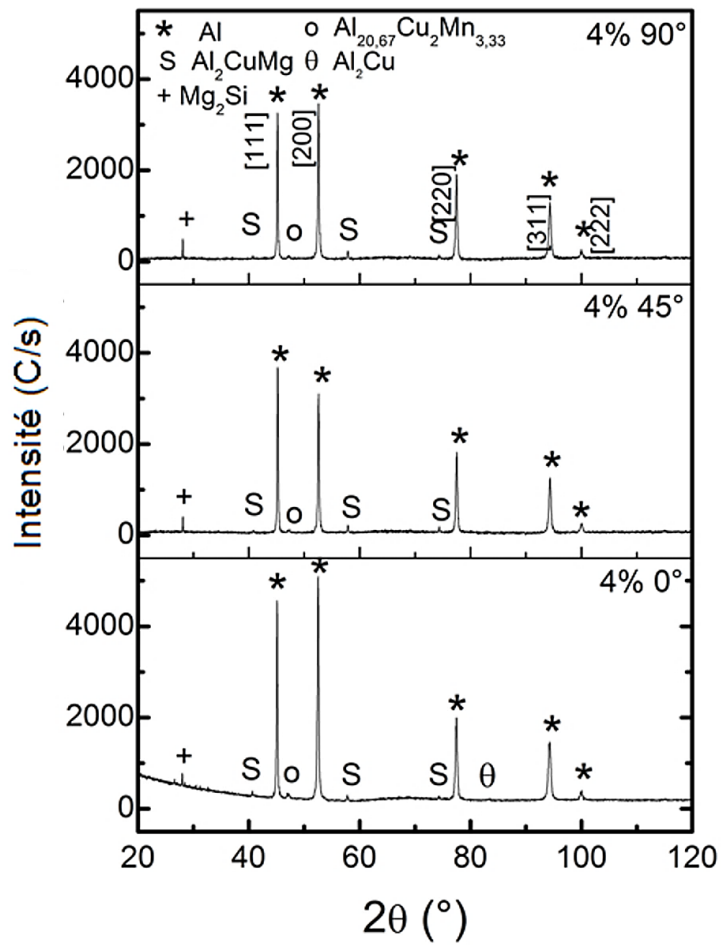 * Al o Al20,67Cu2Mn3,33 4% 90°
S Al2CuMg θ Al2Cu
+ Mg2Si
4000
2000
0
* * * * *
[111] [200] [220] [311] [222]
+ S o S S
4% 45°
4000
2000
0
* * * * *
+ S o S S
4% 0°
4000
2000
0
* * * * *
+ S o S S θ
Intensité (C/s)
20 40 60 80 100 120
2θ (°)